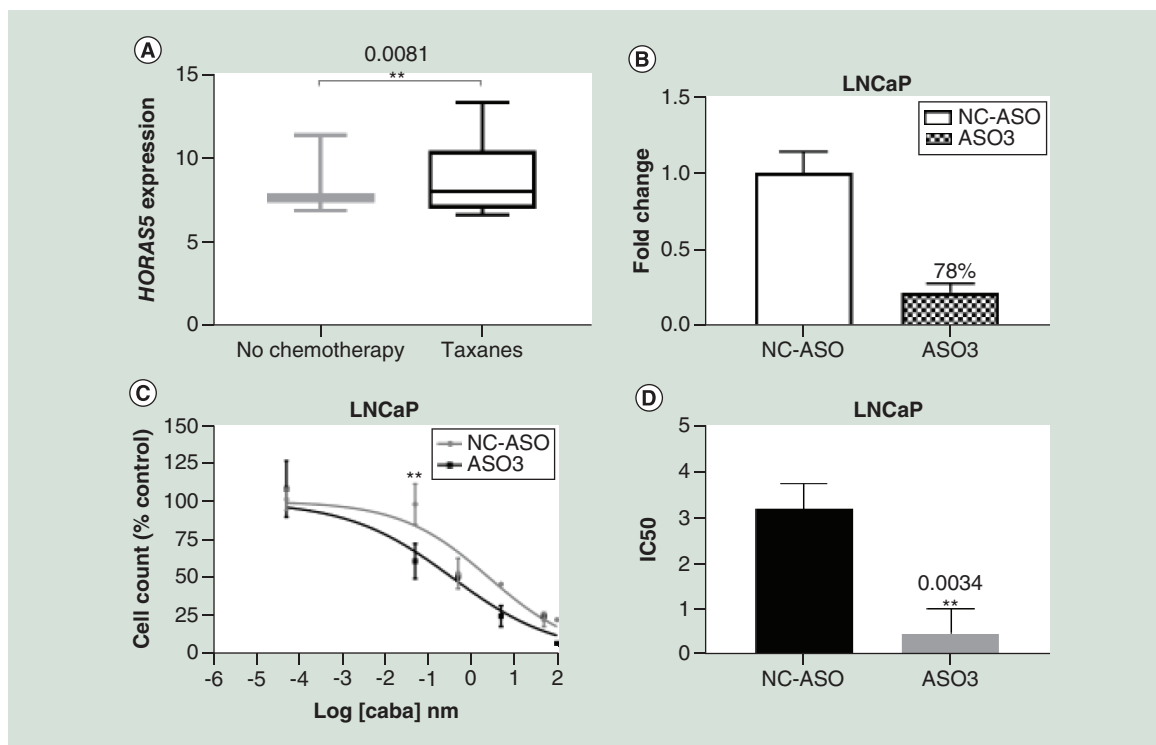 A
0.0081
**
15
10
5
0
HORAS5 expression
No chemotherapy
Taxanes
B
LNCaP
1.5
1.0
0.5
0.0
Fold change
NC-ASO
ASO3
78%
NC-ASO
ASO3
C
LNCaP
150
125
100
75
50
25
0
Cell count (% control)
NC-ASO
ASO3
**
-6 -5 -4 -3 -2 -1 0 1 2
Log [caba] nm
D
LNCaP
5
4
3
2
1
0
IC50
0.0034
**
NC-ASO
ASO3